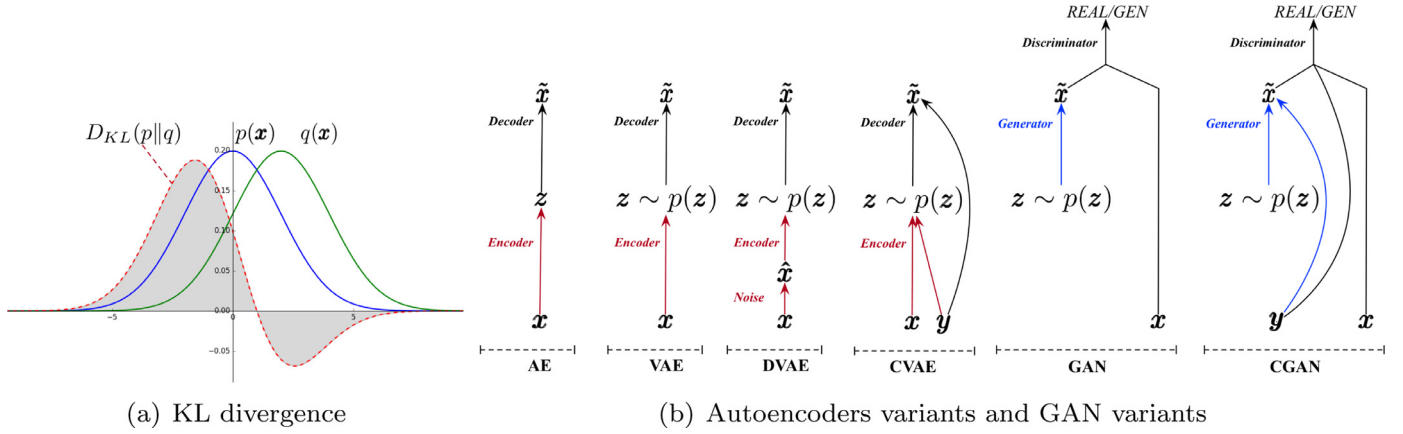 D_{KL}(p∥q)
p(x)
q(x)
0.20
0.15
0.10
0.05
0.00
−0.05
−5
0
5
(a) KL divergence
x̃
Decoder
z
Encoder
x
AE
x̃
Decoder
z ∼ p(z)
Encoder
x
VAE
x̃
Decoder
z ∼ p(z)
Encoder
x̂
Noise
x
DVAE
x̃
Decoder
z ∼ p(z)
Encoder
x y
CVAE
REAL/GEN
Discriminator
x̃
Generator
z ∼ p(z)
x
GAN
REAL/GEN
Discriminator
x̃
Generator
z ∼ p(z)
y x
CGAN
(b) Autoencoders variants and GAN variants